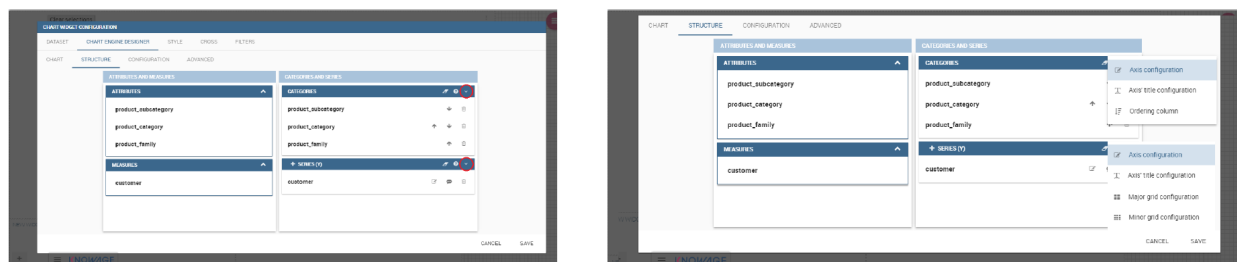 CHART WIDGET CONFIGURATION
DATASET CHART ENGINE DESIGNER STYLE CROSS FILTERS
CHART STRUCTURE CONFIGURATION ADVANCED
ATTRIBUTES AND MEASURES CATEGORIES AND SERIES
ATTRIBUTES CATEGORIES
product_subcategory product_subcategory
product_category product_category
product_family product_family
MEASURES + SERIES (Y)
customer customer
CANCEL SAVE
KNOWAGE
CHART STRUCTURE CONFIGURATION ADVANCED
ATTRIBUTES AND MEASURES CATEGORIES AND SERIES
ATTRIBUTES CATEGORIES
Axis configuration
product_subcategory product_subcategory
Axis' title configuration
product_category product_category
Ordering column
product_family product_family
MEASURES + SERIES (Y)
Axis configuration
customer customer
Axis' title configuration
Major grid configuration
Minor grid configuration
CANCEL SAVE
KNOWAGE